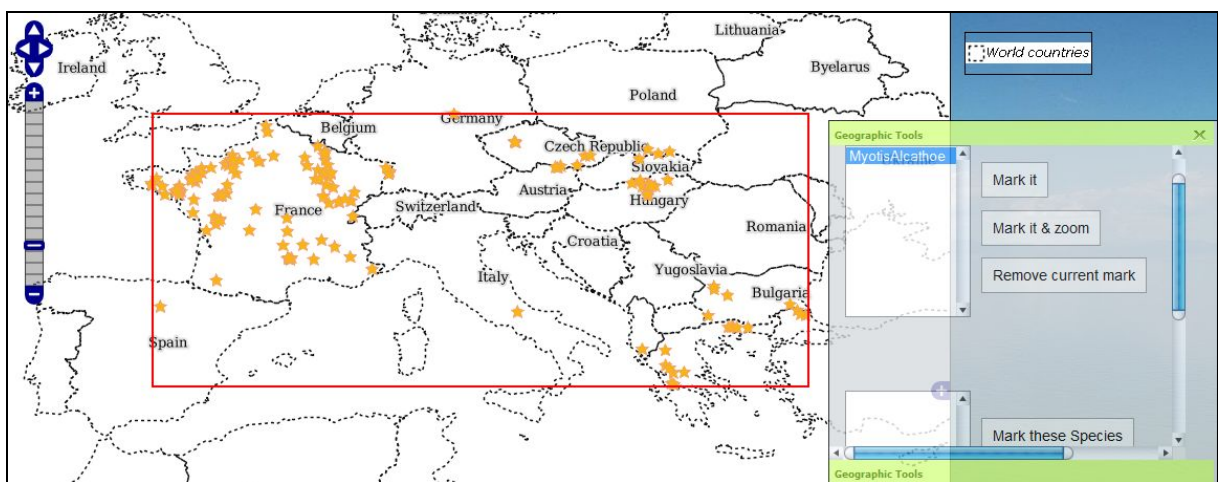 Lithuania
Ireland
Byelarus
Poland
Germany
Belgium
Czech Republic
Slovakia
Austria
Hungary
Switzerland
France
Romania
Croatia
Yugoslavia
Italy
Bulgaria
Spain
World countries
Geographic Tools
MyotisAlcathoe
Mark it
Mark it & zoom
Remove current mark
Mark these Species
Geographic Tools